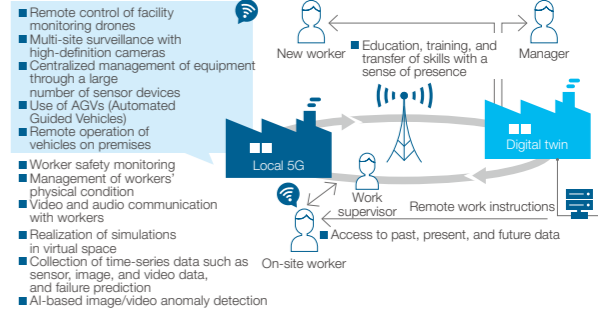 Remote control of facility
monitoring drones
Multi-site surveillance with
high-definition cameras
Centralized management of equipment
through a large
number of sensor devices
Use of AGVs (Automated
Guided Vehicles)
Remote operation of
vehicles on premises
Worker safety monitoring
Management of workers'
physical condition
Video and audio communication
with workers
Realization of simulations
in virtual space
Collection of time-series data such as
sensor, image, and video data,
and failure prediction
AI-based image/video anomaly detection
New worker
Education, training, and
transfer of skills with a
sense of presence
Manager
Local 5G
Digital twin
Work
supervisor
Remote work instructions
Access to past, present, and future data
On-site worker